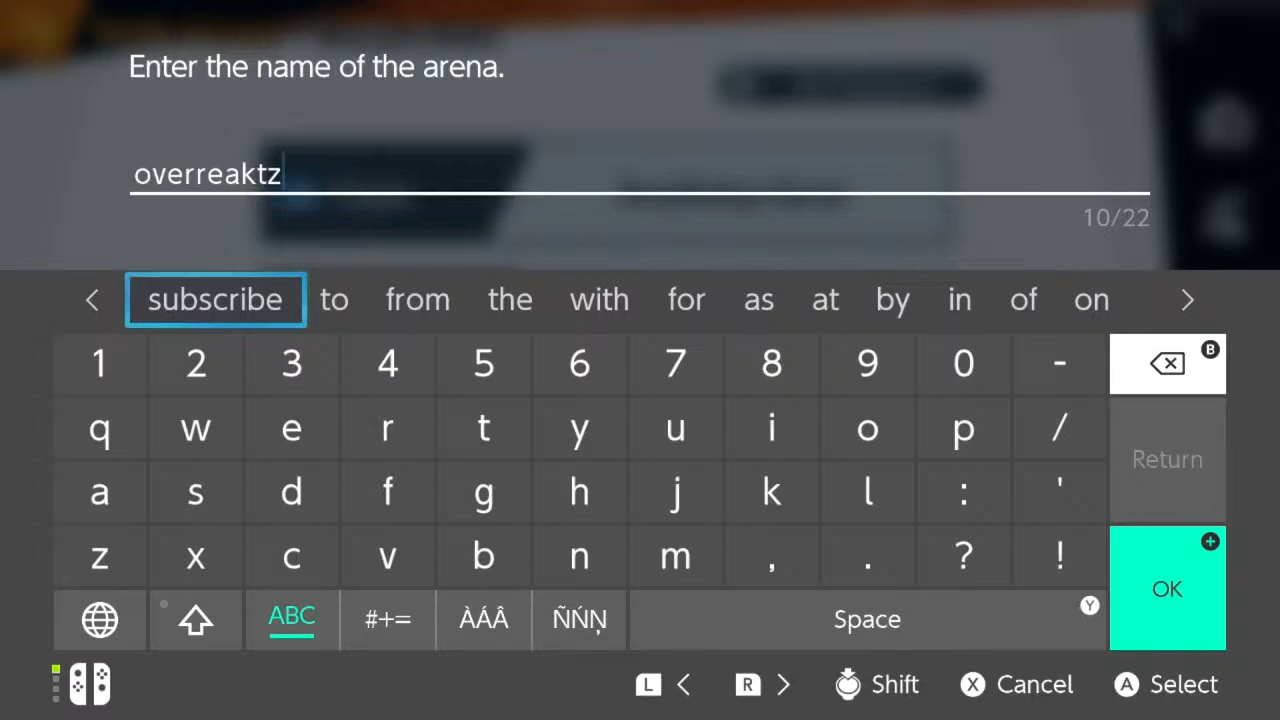 Enter the name of the arena.
overreaktz
10/22
< subscribe to from the with for as at by in of on >
1 2 3 4 5 6 7 8 9 0 - B
q w e r t y u i o p /
Return
a s d f g h j k l : '
z x c v b n m , . ? ! +
OK
ABC #+= ÀÁÂ ÑŃŅ Space Y
L < R > Shift X Cancel A Select